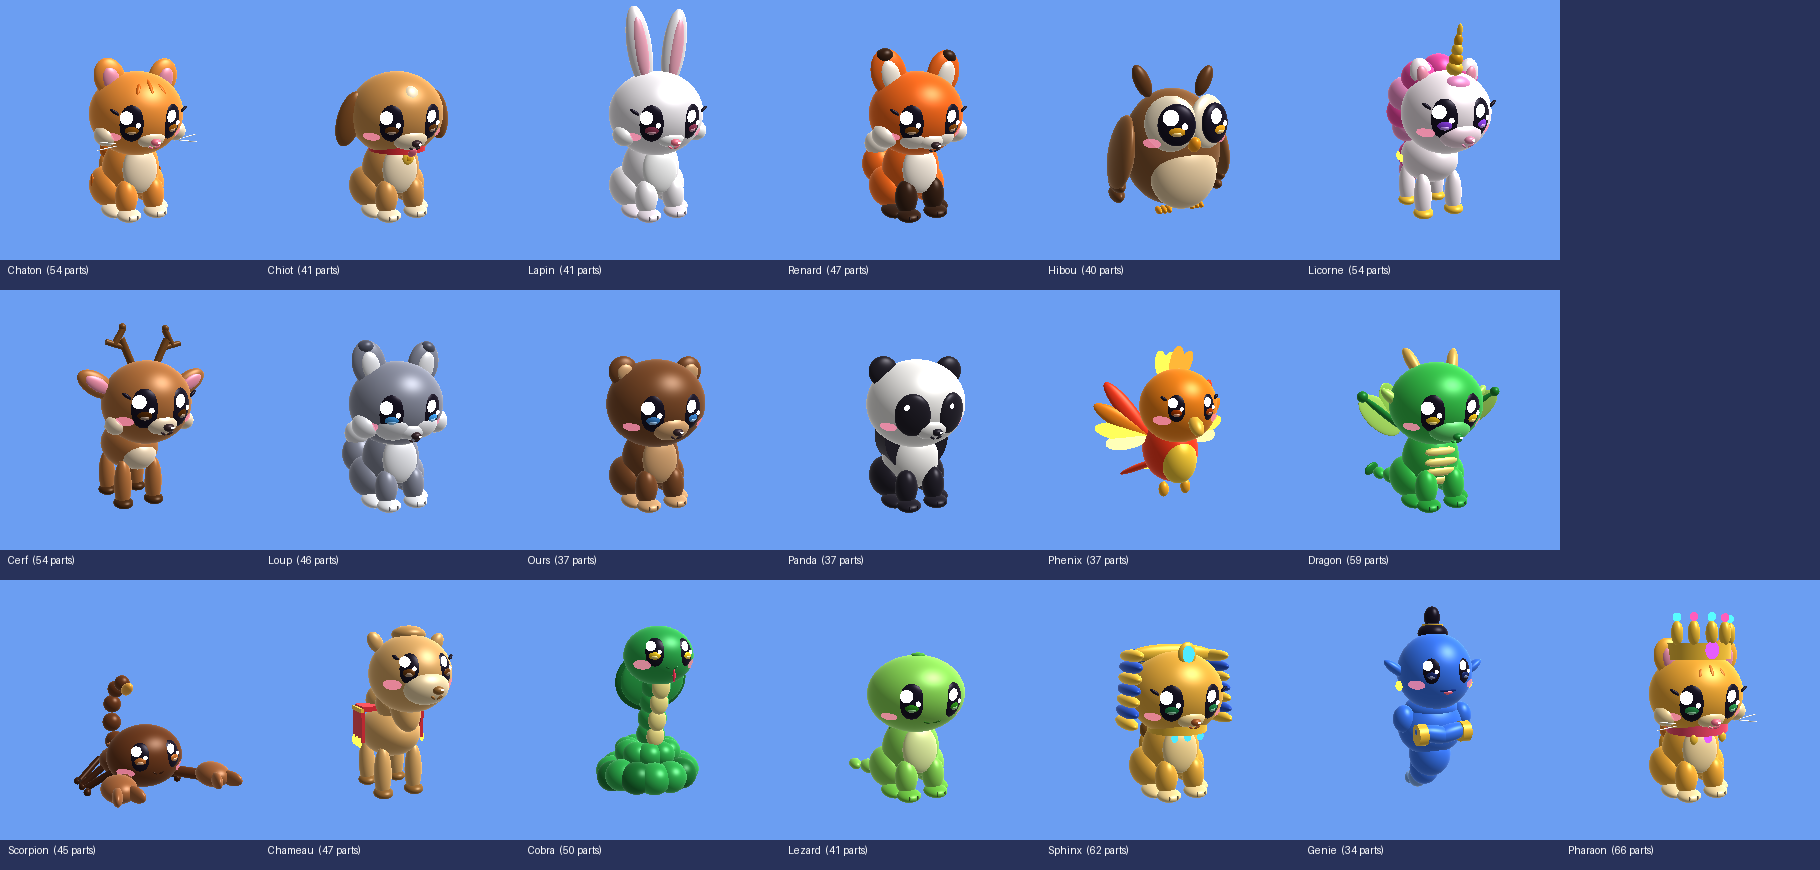 Chaton (54 parts)
Chiot (41 parts)
Lapin (41 parts)
Renard (47 parts)
Hibou (40 parts)
Licorne (54 parts)
Cerf (54 parts)
Loup (46 parts)
Ours (37 parts)
Panda (37 parts)
Phenix (37 parts)
Dragon (59 parts)
Scorpion (45 parts)
Chameau (47 parts)
Cobra (50 parts)
Lezard (41 parts)
Sphinx (62 parts)
Genie (34 parts)
Pharaon (66 parts)